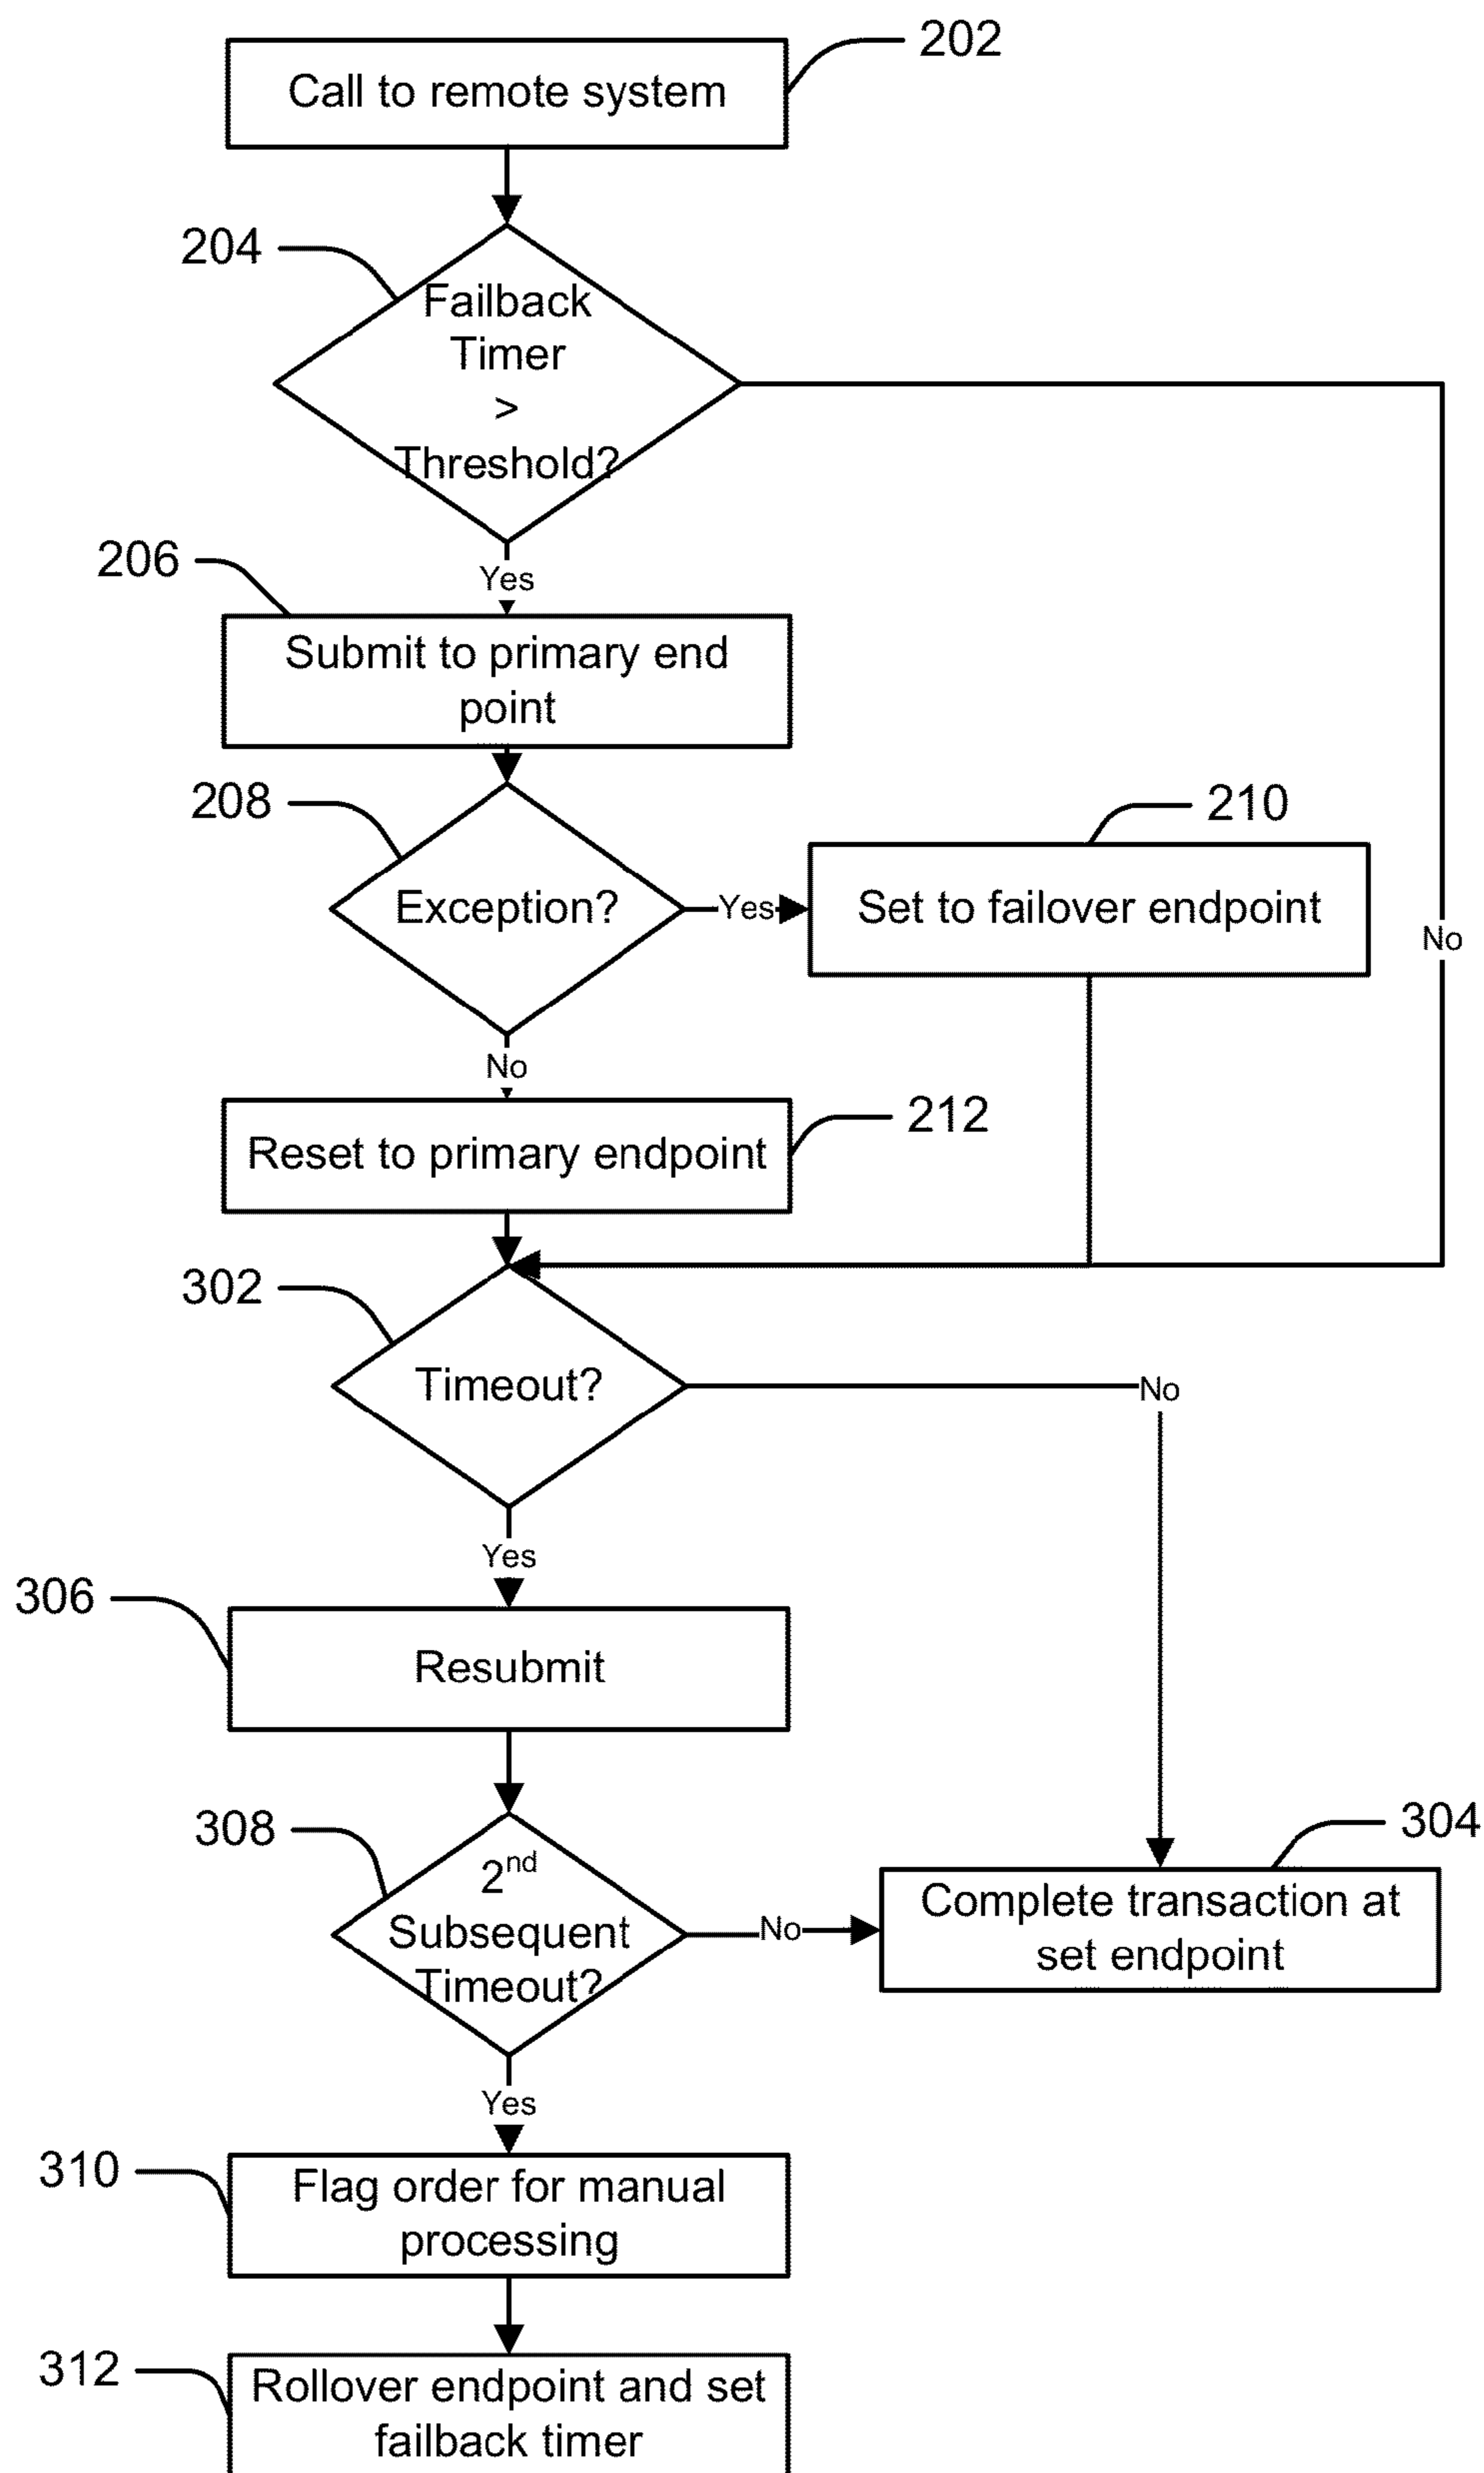 Call to remote system
202
204
Failback
Timer
>
Threshold?
Yes
206
Submit to primary end
point
208
Exception?
Yes
210
Set to failover endpoint
No
No
Reset to primary endpoint
212
302
Timeout?
No
Yes
306
Resubmit
308
2nd
Subsequent
Timeout?
No
304
Complete transaction at
set endpoint
Yes
310
Flag order for manual
processing
312
Rollover endpoint and set
failback timer